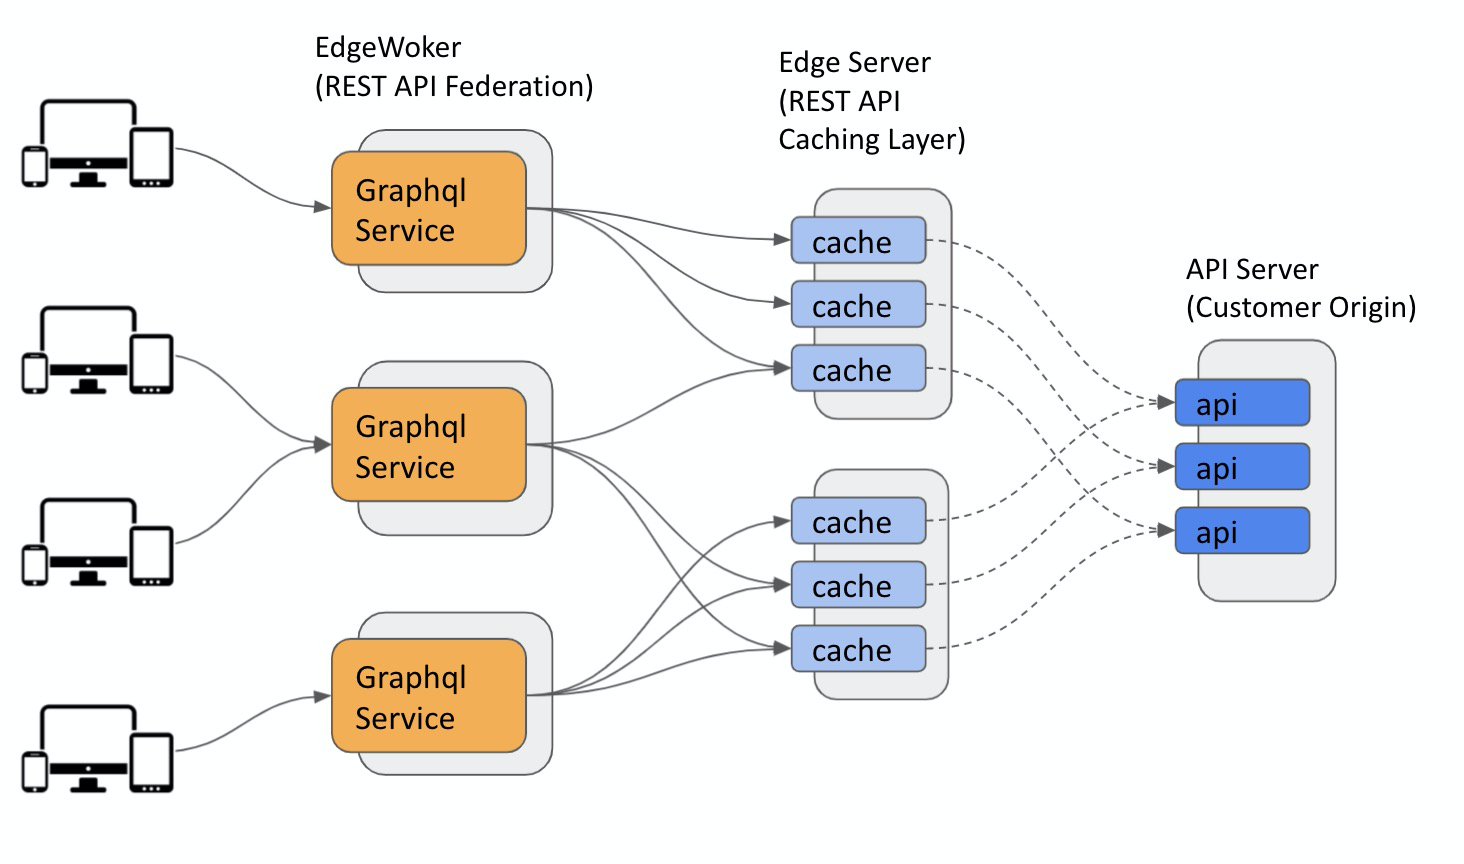 EdgeWoker
(REST API Federation)
Edge Server
(REST API
Caching Layer)
API Server
(Customer Origin)
Graphql
Service
Graphql
Service
Graphql
Service
cache
cache
cache
cache
cache
cache
api
api
api